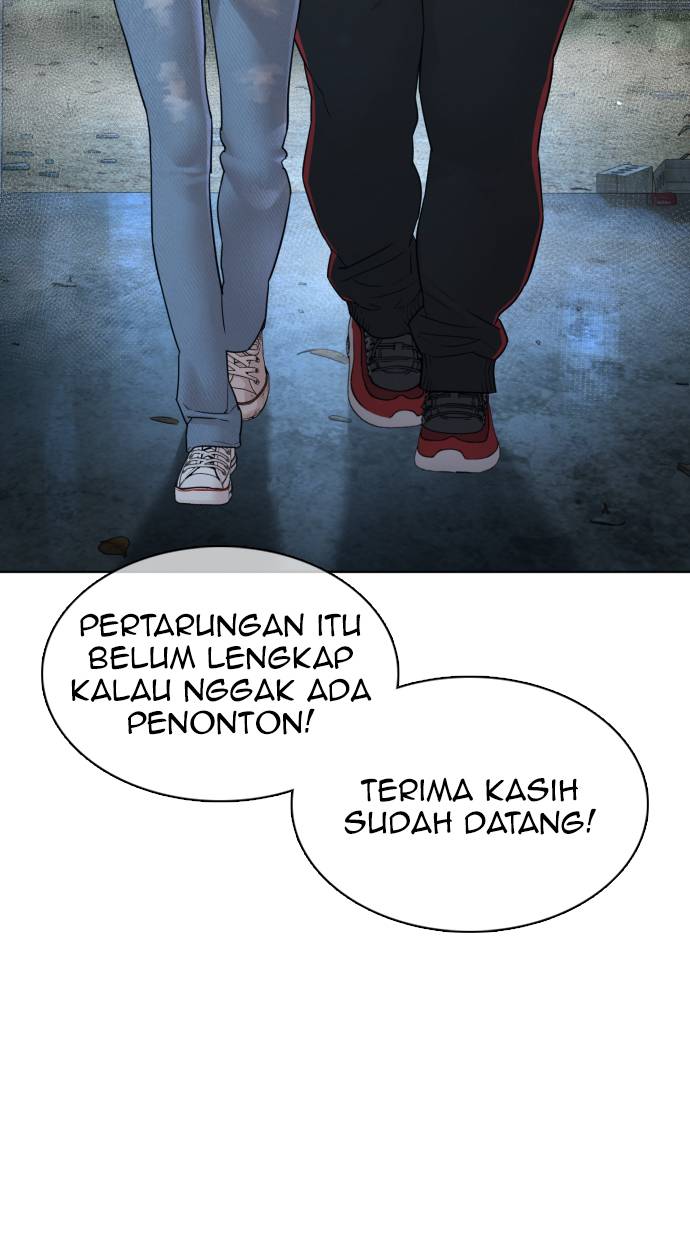 PERTARUNGAN ITU
BELUM LENGKAP
KALAU NGGAK ADA
PENONTON!
TERIMA KASIH
SUDAH DATANG!